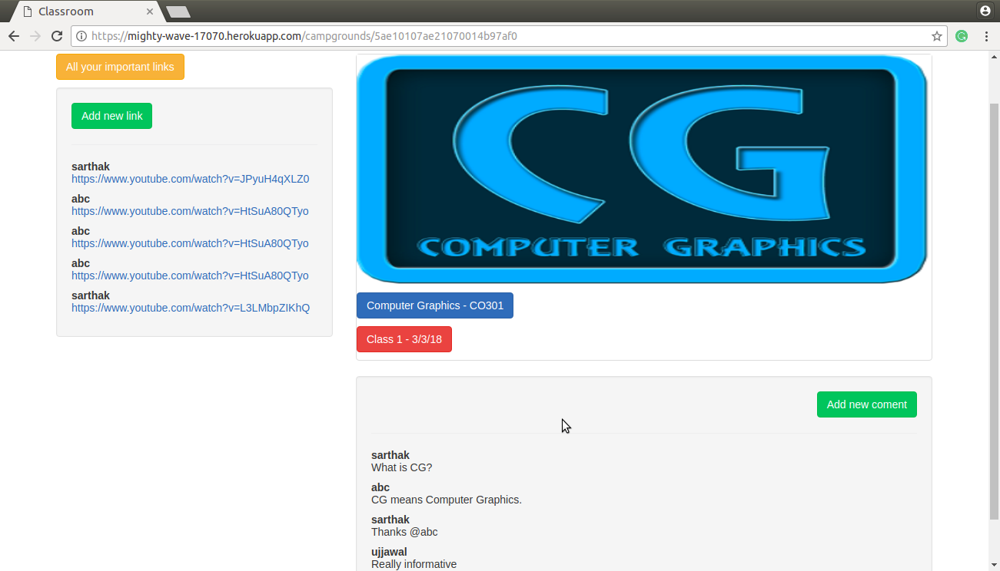 Classroom
https://mighty-wave-17070.herokuapp.com/campgrounds/5ae10107ae21070014b97af0
All your important links
Add new link
sarthak
https://www.youtube.com/watch?v=JPyuH4qXLZ0
abc
https://www.youtube.com/watch?v=HtSuA80QTyo
abc
https://www.youtube.com/watch?v=HtSuA80QTyo
abc
https://www.youtube.com/watch?v=HtSuA80QTyo
sarthak
https://www.youtube.com/watch?v=L3LMbpZIKhQ
CG
COMPUTER GRAPHICS
Computer Graphics - CO301
Class 1 - 3/3/18
Add new coment
sarthak
What is CG?
abc
CG means Computer Graphics.
sarthak
Thanks @abc
ujjawal
Really informative